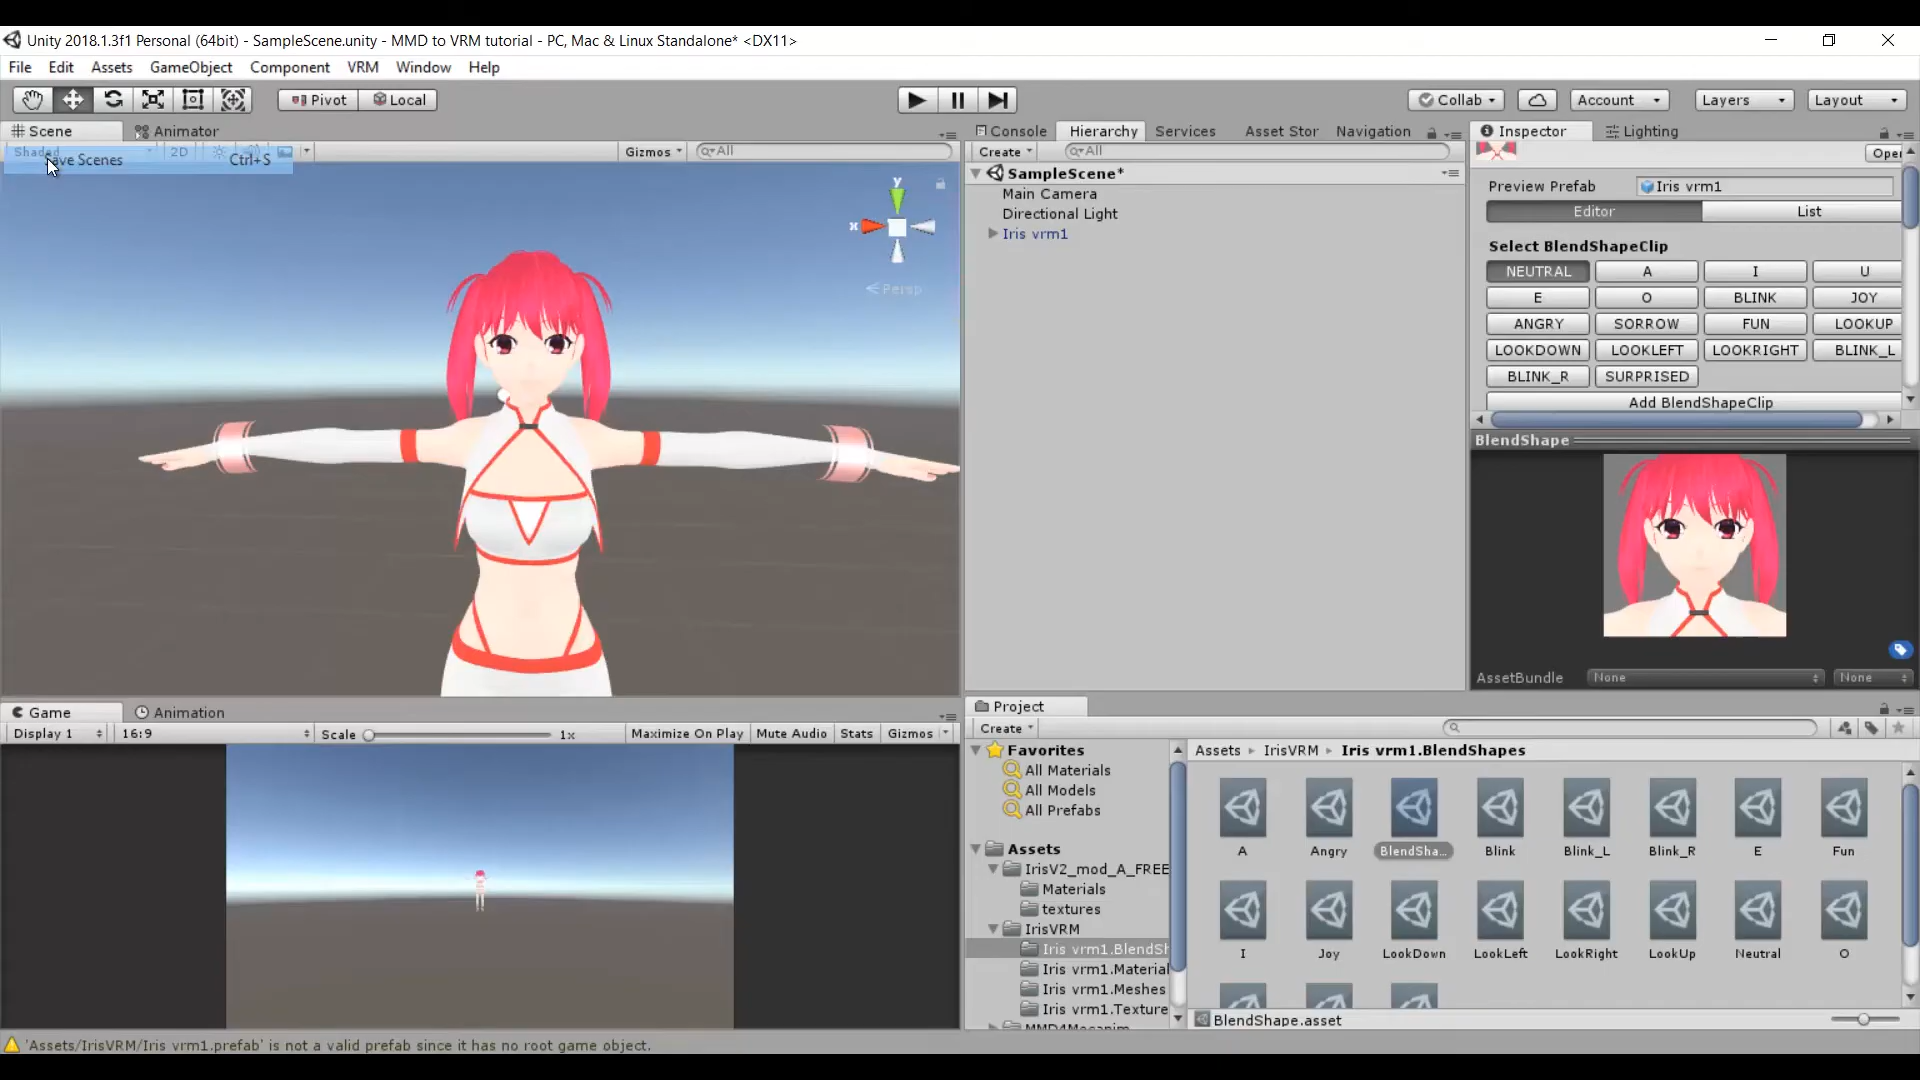 Unity 2018.1.3f1 Personal (64bit) - SampleScene.unity - MMD to VRM tutorial - PC, Mac & Linux Standalone* <DX11>
File Edit Assets GameObject Component VRM Window Help
Pivot Local Collab Account Layers Layout
Scene Animator
Shaded 2D Gizmos All
Save Scenes Ctrl+S
y
x
Persp
Console Hierarchy Services Asset Stor Navigation
Create All
SampleScene*
Main Camera
Directional Light
Iris vrm1
Inspector Lighting
Open
Preview Prefab Iris vrm1
Editor List
Select BlendShapeClip
NEUTRAL A I U
E O BLINK JOY
ANGRY SORROW FUN LOOKUP
LOOKDOWN LOOKLEFT LOOKRIGHT BLINK_L
BLINK_R SURPRISED
Add BlendShapeClip
BlendShape
AssetBundle None None
Game Animation
Display 1 16:9 Scale 1x Maximize On Play Mute Audio Stats Gizmos
Project
Create
Favorites
All Materials
All Models
All Prefabs
Assets
IrisV2_mod_A_FREE
Materials
textures
IrisVRM
Iris vrm1.BlendSh
Iris vrm1.Material
Iris vrm1.Meshes
Iris vrm1.Texture
MMD4Mecanim
Assets IrisVRM Iris vrm1.BlendShapes
A Angry BlendSha... Blink Blink_L Blink_R E Fun
I Joy LookDown LookLeft LookRight LookUp Neutral O
BlendShape.asset
'Assets/IrisVRM/Iris vrm1.prefab' is not a valid prefab since it has no root game object.